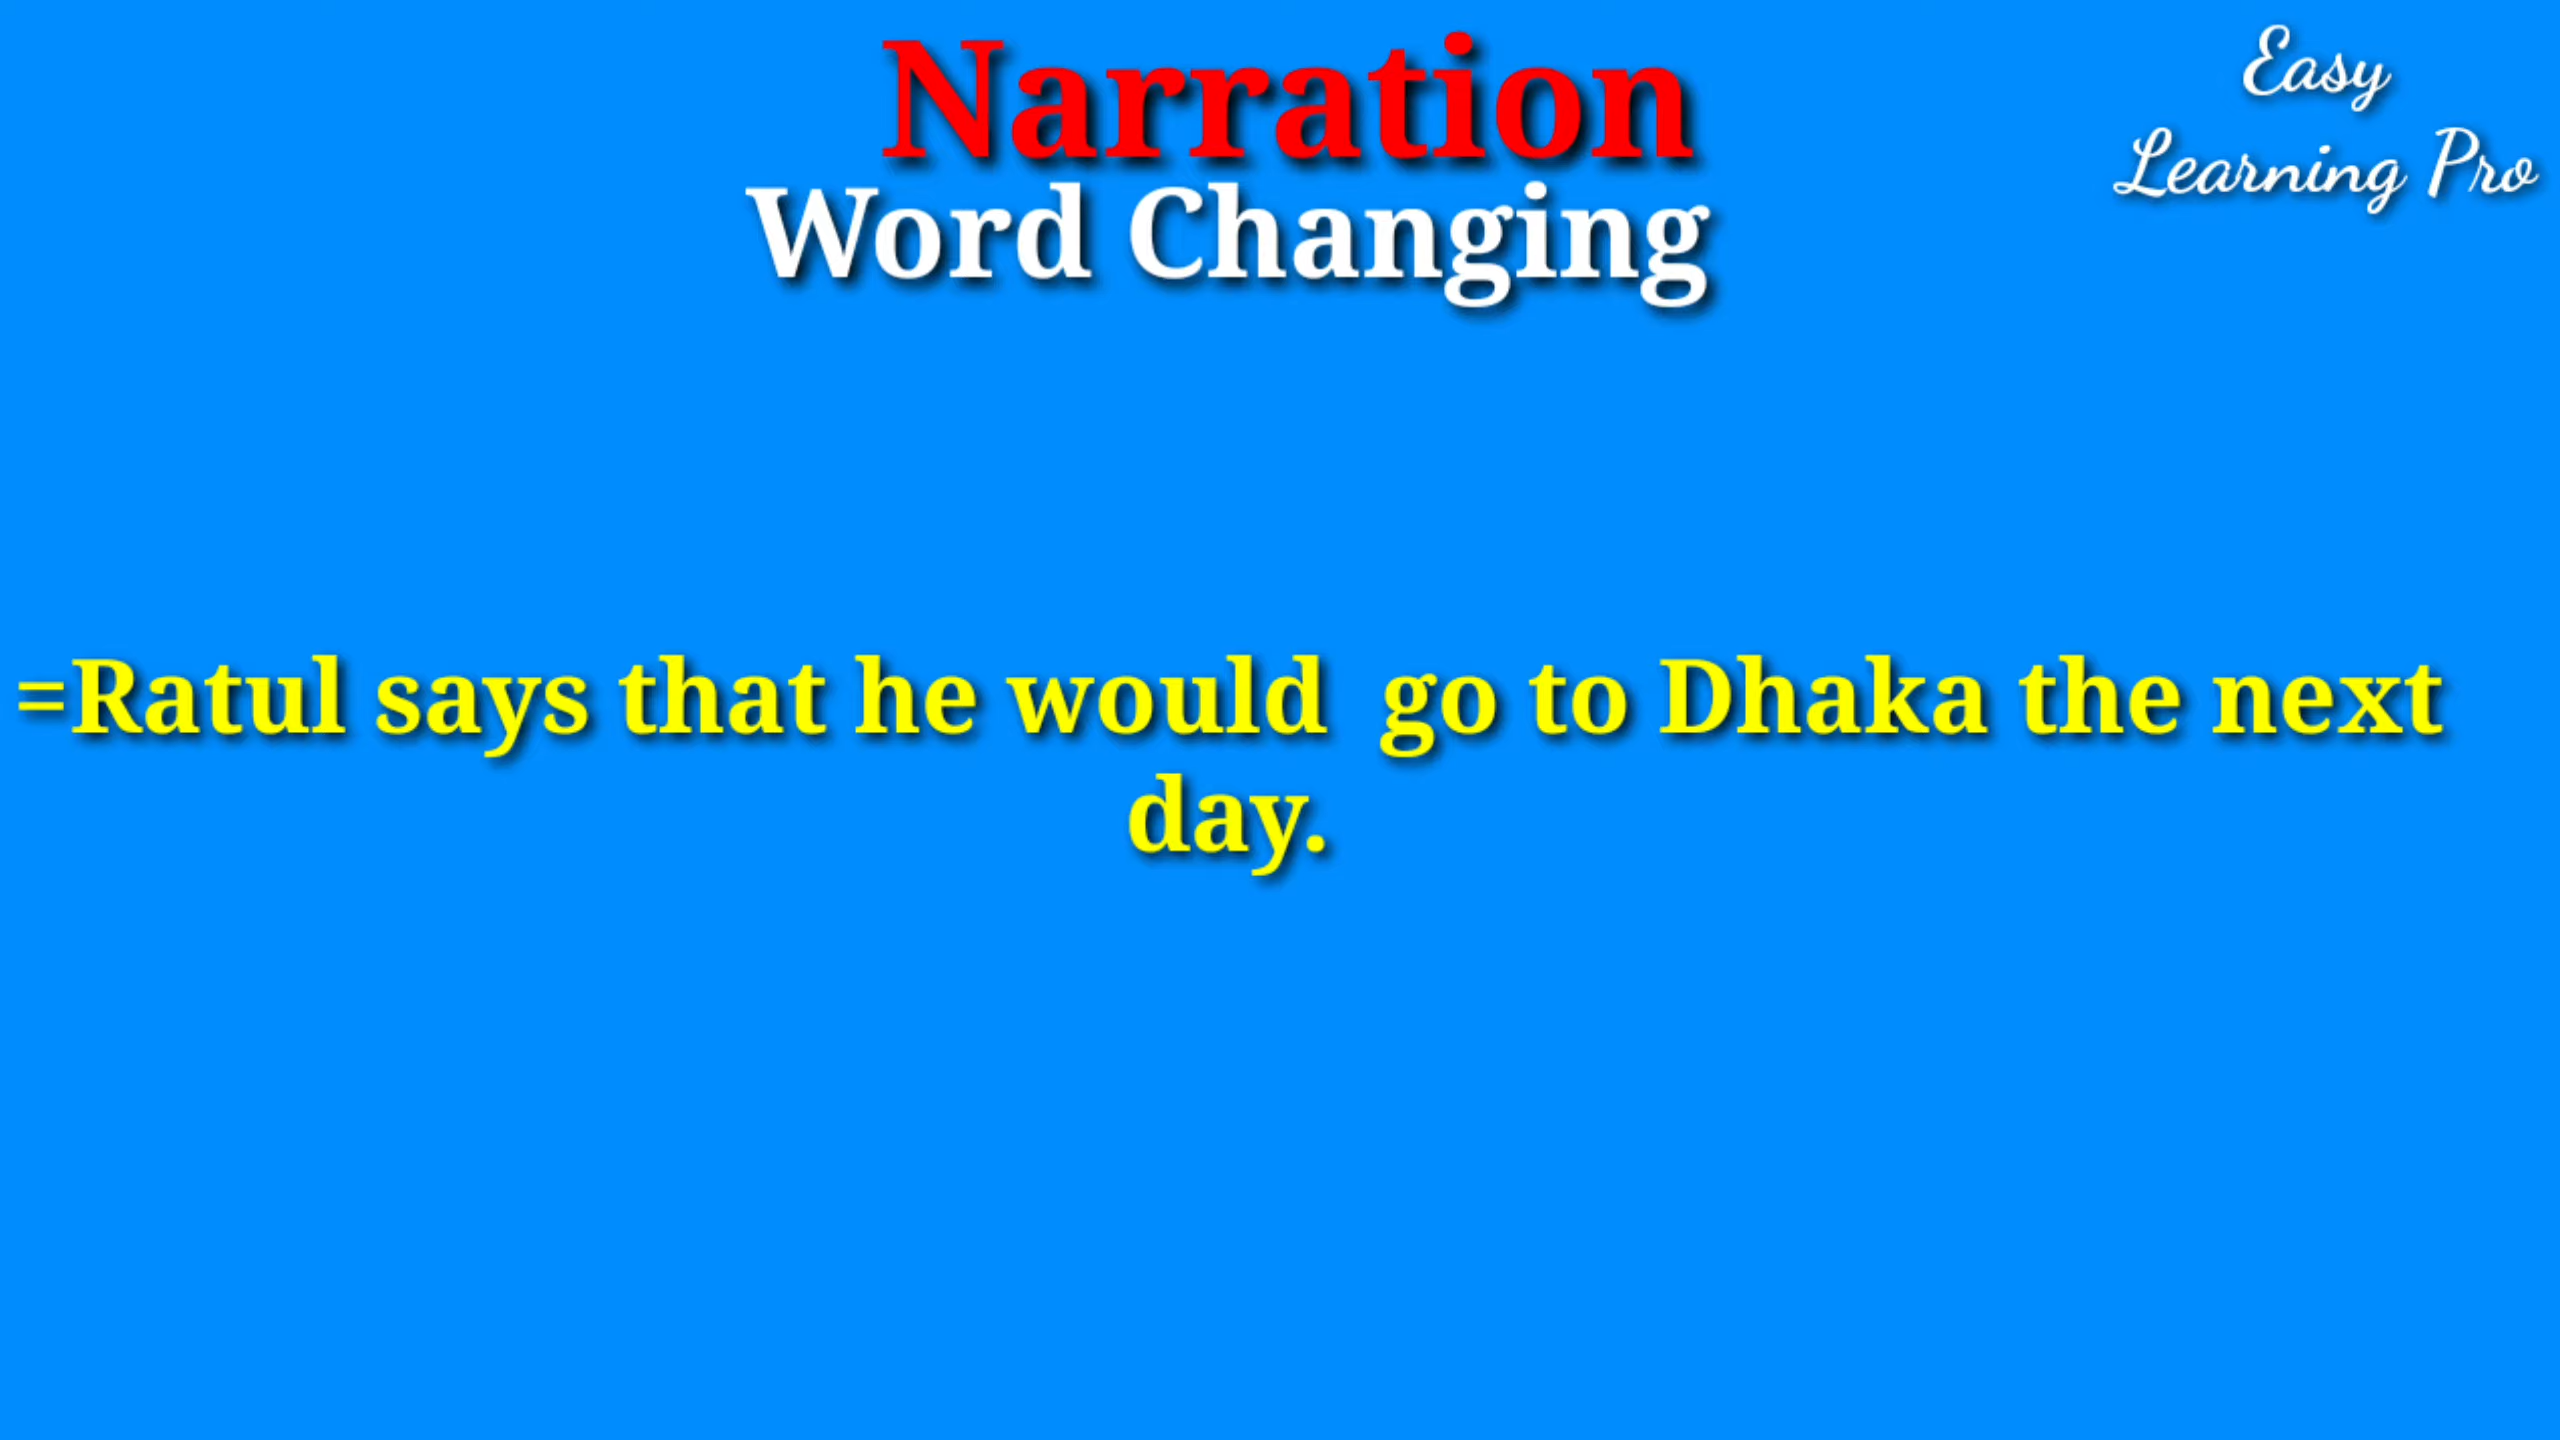 Narration
Word Changing
Easy
Learning Pro
=Ratul says that he would  go to Dhaka the next
day.